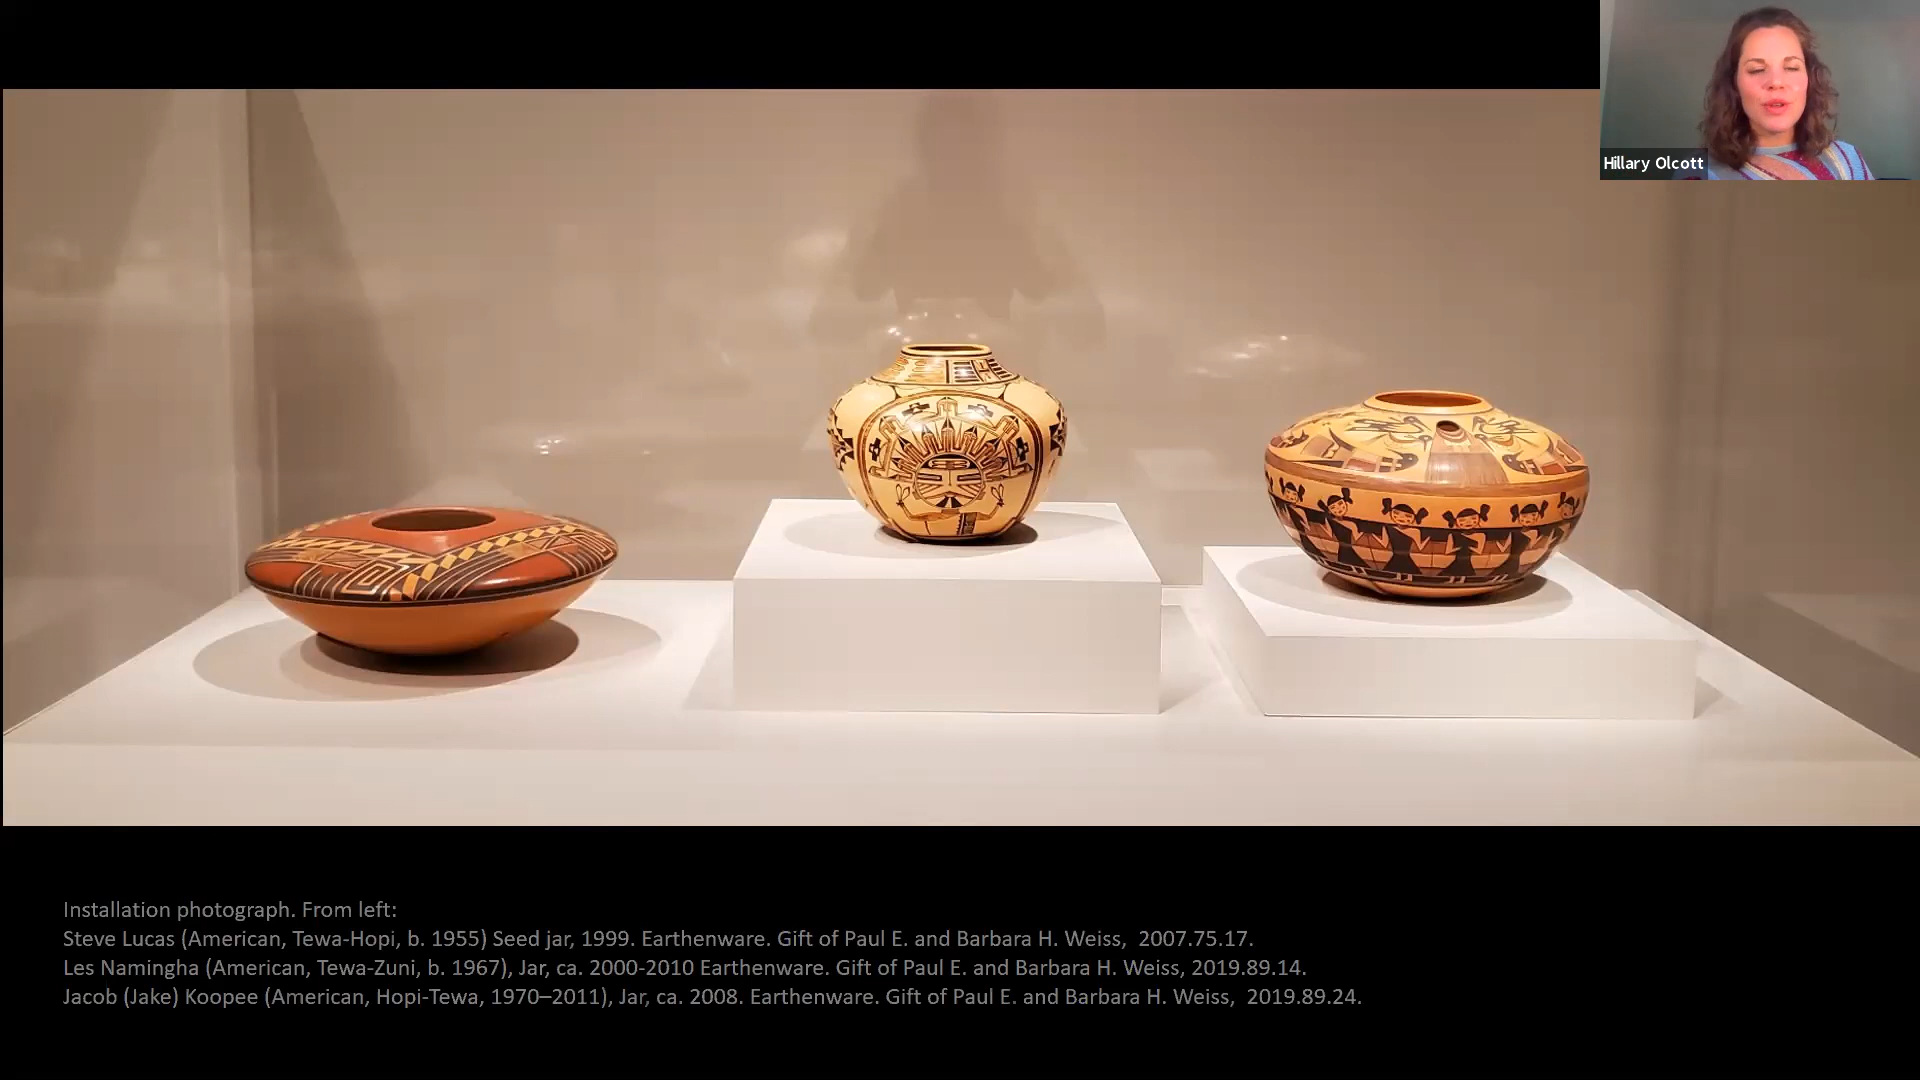 Hillary Olcott
Installation photograph. From left:
Steve Lucas (American, Tewa-Hopi, b. 1955) Seed jar, 1999. Earthenware. Gift of Paul E. and Barbara H. Weiss,  2007.75.17.
Les Namingha (American, Tewa-Zuni, b. 1967), Jar, ca. 2000-2010 Earthenware. Gift of Paul E. and Barbara H. Weiss, 2019.89.14.
Jacob (Jake) Koopee (American, Hopi-Tewa, 1970–2011), Jar, ca. 2008. Earthenware. Gift of Paul E. and Barbara H. Weiss,  2019.89.24.